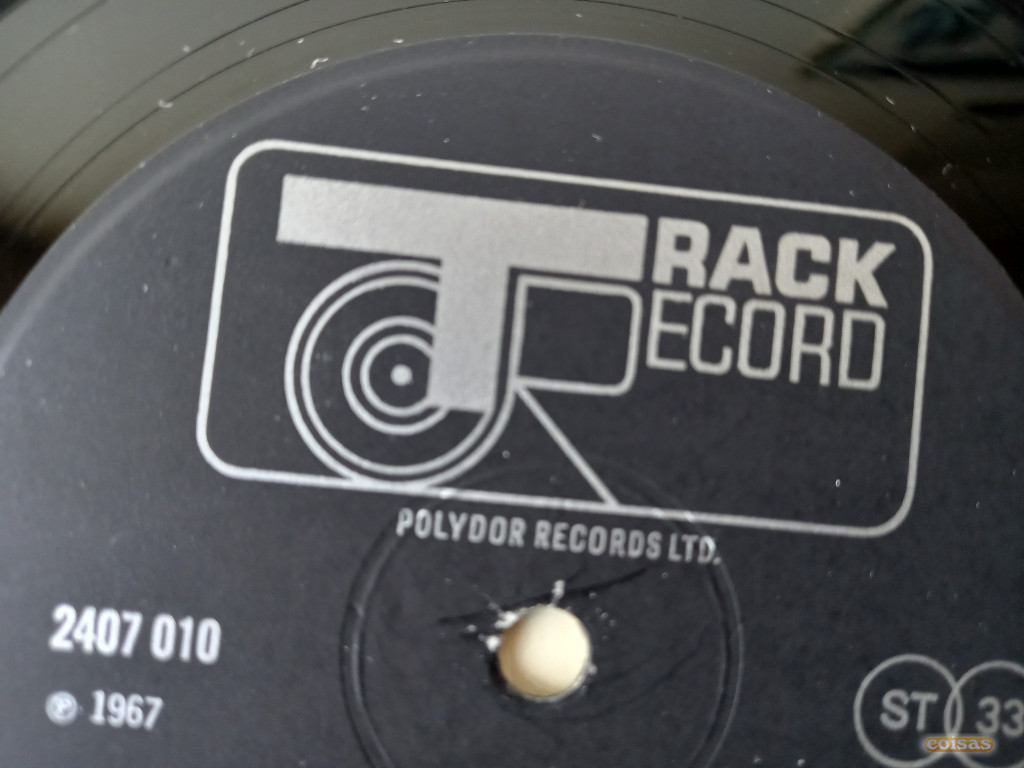 TRACK
RECORD
POLYDOR RECORDS LTD.
2407 010
℗ 1967
ST 33
coisas